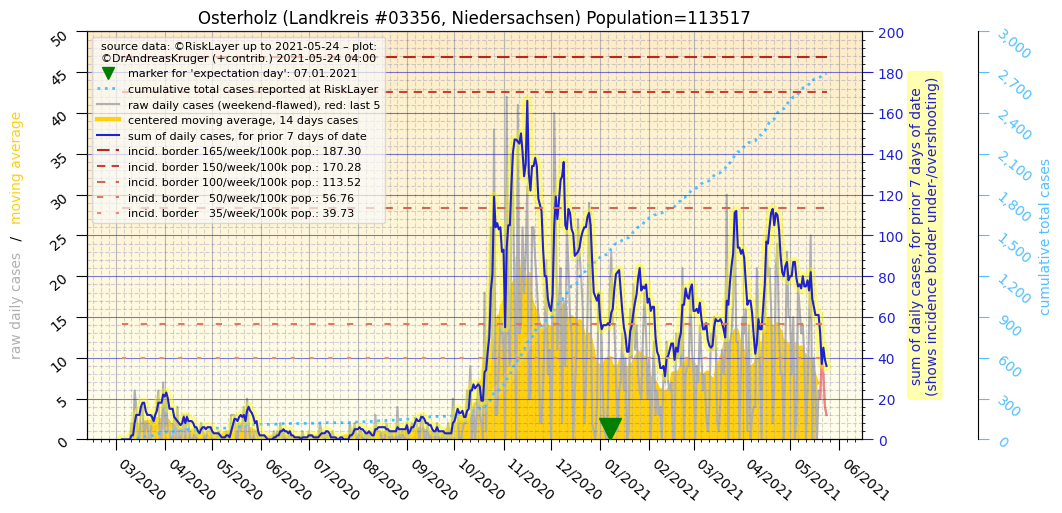 Osterholz (Landkreis #03356, Niedersachsen) Population=113517
source data: ©RiskLayer up to 2021-05-24 – plot:
©DrAndreasKruger (+contrib.) 2021-05-24 04:00
marker for 'expectation day': 07.01.2021
cumulative total cases reported at RiskLayer
raw daily cases (weekend-flawed), red: last 5
centered moving average, 14 days cases
sum of daily cases, for prior 7 days of date
incid. border 165/week/100k pop.: 187.30
incid. border 150/week/100k pop.: 170.28
incid. border 100/week/100k pop.: 113.52
incid. border 50/week/100k pop.: 56.76
incid. border 35/week/100k pop.: 39.73
raw daily cases / moving average
50
45
40
35
30
25
20
15
10
5
0
03/2020
04/2020
05/2020
06/2020
07/2020
08/2020
09/2020
10/2020
11/2020
12/2020
01/2021
02/2021
03/2021
04/2021
05/2021
06/2021
200
180
160
140
120
100
80
60
40
20
0
sum of daily cases, for prior 7 days of date
(shows incidence border under-/overshooting)
3,000
2,700
2,400
2,100
1,800
1,500
1,200
900
600
300
0
cumulative total cases